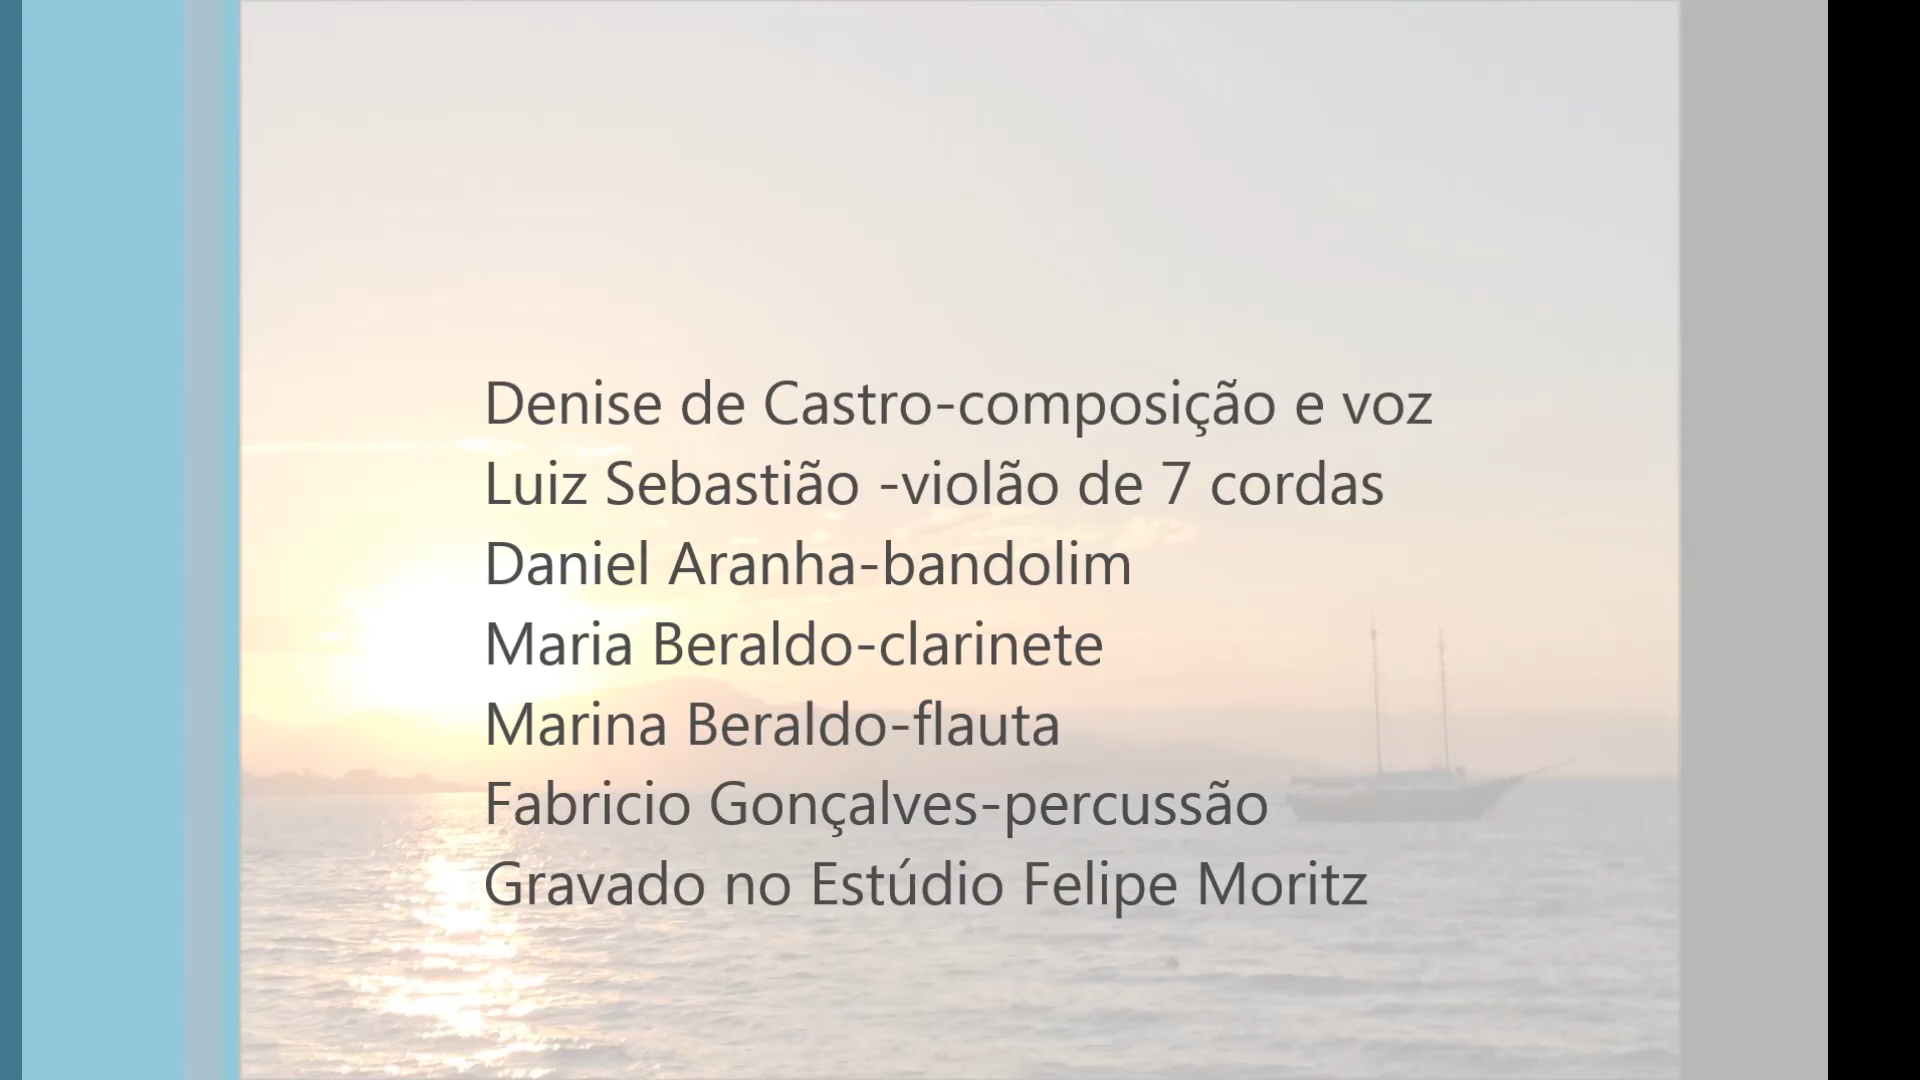 Denise de Castro-composição e voz
Luiz Sebastião -violão de 7 cordas
Daniel Aranha-bandolim
Maria Beraldo-clarinete
Marina Beraldo-flauta
Fabricio Gonçalves-percussão
Gravado no Estúdio Felipe Moritz